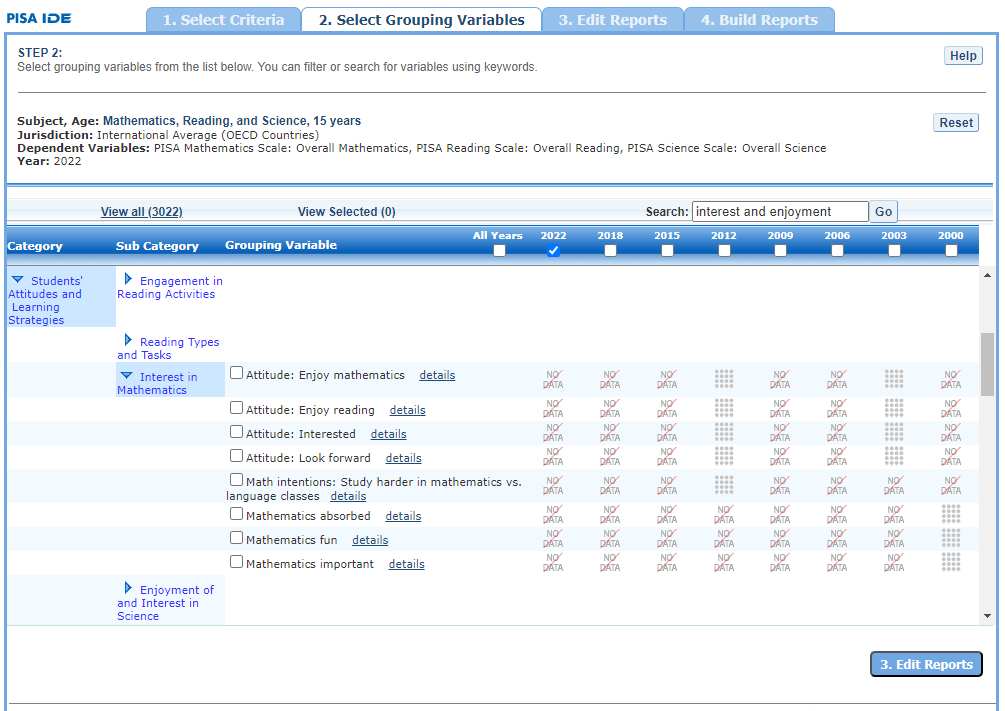 PISA IDE
1. Select Criteria
2. Select Grouping Variables
3. Edit Reports
4. Build Reports
STEP 2:
Help
Select grouping variables from the list below. You can filter or search for variables using keywords.
Subject, Age: Mathematics, Reading, and Science, 15 years
Reset
Jurisdiction: International Average (OECD Countries)
Dependent Variables: PISA Mathematics Scale: Overall Mathematics, PISA Reading Scale: Overall Reading, PISA Science Scale: Overall Science
Year: 2022
View all (3022) View Selected (0) Search: interest and enjoyment Go
Category Sub Category Grouping Variable All Years 2022 2018 2015 2012 2009 2006 2003 2000
Students'
Attitudes and
Learning
Strategies
Engagement in
Reading Activities
Reading Types
and Tasks
Interest in
Mathematics
Attitude: Enjoy mathematics details NO DATA NO DATA NO DATA NO DATA NO DATA NO DATA
Attitude: Enjoy reading details NO DATA NO DATA NO DATA NO DATA NO DATA NO DATA
Attitude: Interested details NO DATA NO DATA NO DATA NO DATA NO DATA NO DATA
Attitude: Look forward details NO DATA NO DATA NO DATA NO DATA NO DATA NO DATA
Math intentions: Study harder in mathematics vs.
language classes details NO DATA NO DATA NO DATA NO DATA NO DATA NO DATA NO DATA
Mathematics absorbed details NO DATA NO DATA NO DATA NO DATA NO DATA NO DATA NO DATA
Mathematics fun details NO DATA NO DATA NO DATA NO DATA NO DATA NO DATA NO DATA
Mathematics important details NO DATA NO DATA NO DATA NO DATA NO DATA NO DATA NO DATA
Enjoyment of
and Interest in
Science
3. Edit Reports